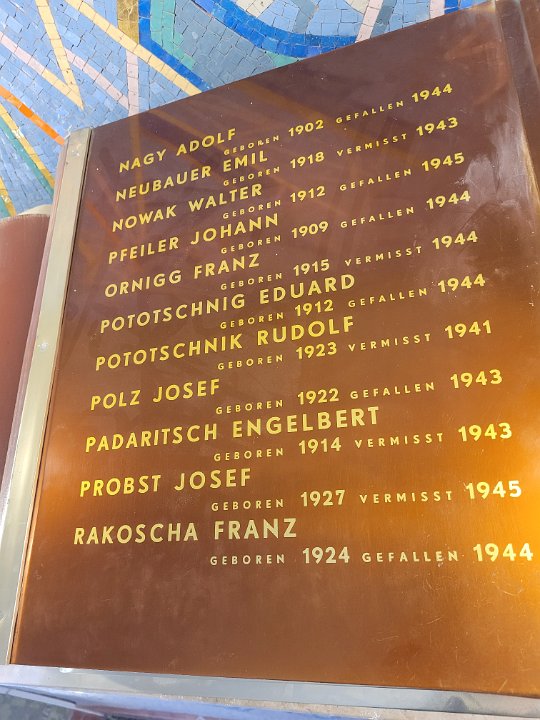 NAGY ADOLF
GEBOREN 1902 GEFALLEN 1944
NEUBAUER EMIL
GEBOREN 1918 VERMISST 1943
NOWAK WALTER
GEBOREN 1912 GEFALLEN 1945
PFEILER JOHANN
GEBOREN 1909 GEFALLEN 1944
ORNIGG FRANZ
GEBOREN 1915 VERMISST 1944
POTOTSCHNIG EDUARD
GEBOREN 1912 GEFALLEN 1944
POTOTSCHNIK RUDOLF
GEBOREN 1923 VERMISST 1941
POLZ JOSEF
GEBOREN 1922 GEFALLEN 1943
PADARITSCH ENGELBERT
GEBOREN 1914 VERMISST 1943
PROBST JOSEF
GEBOREN 1927 VERMISST 1945
RAKOSCHA FRANZ
GEBOREN 1924 GEFALLEN 1944